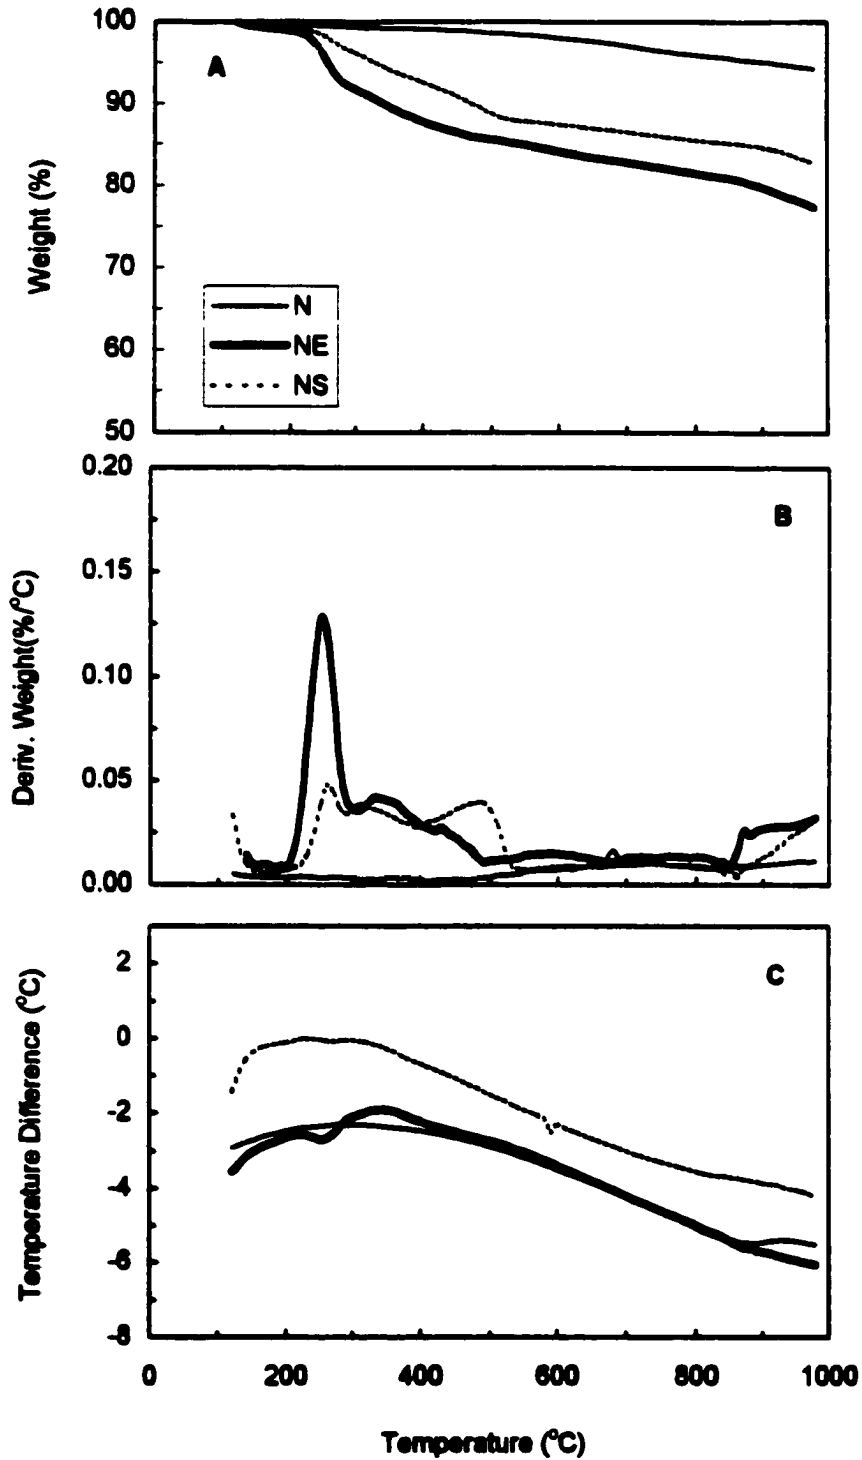 100
90
80
70
60
50
Weight (%)
A
N
NE
NS
0.20
0.15
0.10
0.05
0.00
Deriv. Weight(%/°C)
B
2
0
-2
-4
-6
-8
Temperature Difference (°C)
C
0 200 400 600 800 1000
Temperature (°C)